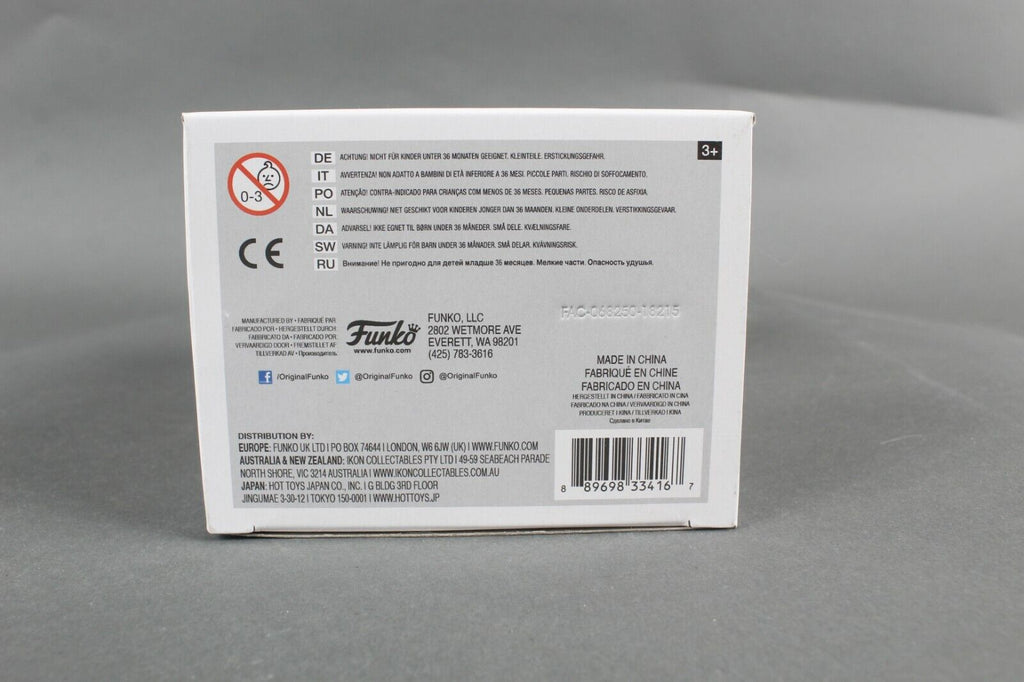 3+
0-3
DE ACHTUNG! NICHT FÜR KINDER UNTER 36 MONATEN GEEIGNET. KLEINTEILE. ERSTICKUNGSGEFAHR.
IT AVVERTENZA! NON ADATTO A BAMBINI DI ETÀ INFERIORE A 36 MESI. PICCOLE PARTI. RISCHIO DI SOFFOCAMENTO.
PO ATENÇÃO! CONTRA-INDICADO PARA CRIANÇAS COM MENOS DE 36 MESES. PEQUENAS PARTES. RISCO DE ASFIXIA.
NL WAARSCHUWING! NIET GESCHIKT VOOR KINDEREN JONGER DAN 36 MAANDEN. KLEINE ONDERDELEN. VERSTIKKINGSGEVAAR.
DA ADVARSEL! IKKE EGNET TIL BØRN UNDER 36 MÅNEDER. SMÅ DELE. KVÆLNINGSFARE.
SW VARNING! INTE LÄMPLIG FÖR BARN UNDER 36 MÅNADER. SMÅ DELAR. KVÄVNINGSRISK.
RU Внимание! Не пригодно для детей младше 36 месяцев. Мелкие части. Опасность удушья.
CE
MANUFACTURED BY • FABRIQUÉ PAR
FABRICADO POR • HERGESTELLT DURCH
FABBRICATO DA • FABRICADO POR
VERVAARDIGD DOOR • FREMSTILLET AF
TILLVERKAD AV • Производитель
Funko
www.funko.com
FUNKO, LLC
2802 WETMORE AVE
EVERETT, WA 98201
(425) 783-3616
/OriginalFunko @OriginalFunko @OriginalFunko
FAC-068250-18215
MADE IN CHINA
FABRIQUÉ EN CHINE
FABRICADO EN CHINA
HERGESTELLT IN CHINA / FABBRICATO IN CINA
FABRICADO NA CHINA / VERVAARDIGD IN CHINA
PRODUCERET I KINA / TILLVERKAD I KINA
Сделано в Китае
DISTRIBUTION BY:
EUROPE: FUNKO UK LTD I PO BOX 74644 I LONDON, W6 6JW (UK) I WWW.FUNKO.COM
AUSTRALIA & NEW ZEALAND: IKON COLLECTABLES PTY LTD I 49-59 SEABEACH PARADE
NORTH SHORE, VIC 3214 AUSTRALIA I WWW.IKONCOLLECTABLES.COM.AU
JAPAN: HOT TOYS JAPAN CO., INC. I G BLDG 3RD FLOOR
JINGUMAE 3-30-12 I TOKYO 150-0001 I WWW.HOTTOYS.JP
8 89698 33416 7